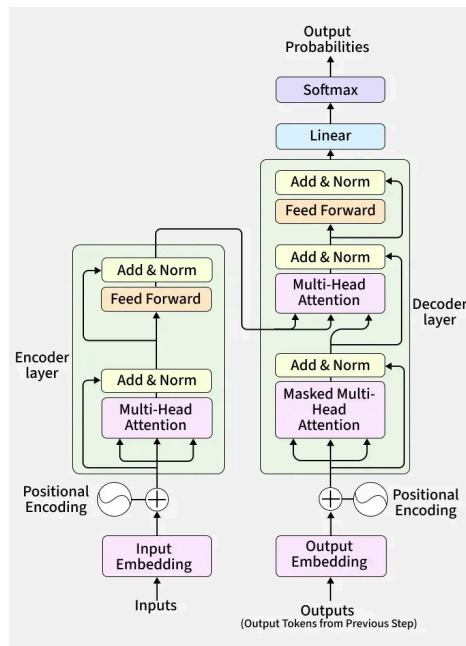 Output
Probabilities
Softmax
Linear
Add & Norm
Feed Forward
Add & Norm
Multi-Head
Attention
Decoder
layer
Add & Norm
Masked Multi-
Head
Attention
Positional
Encoding
Output
Embedding
Outputs
(Output Tokens from Previous Step)
Add & Norm
Feed Forward
Encoder
layer
Add & Norm
Multi-Head
Attention
Positional
Encoding
Input
Embedding
Inputs